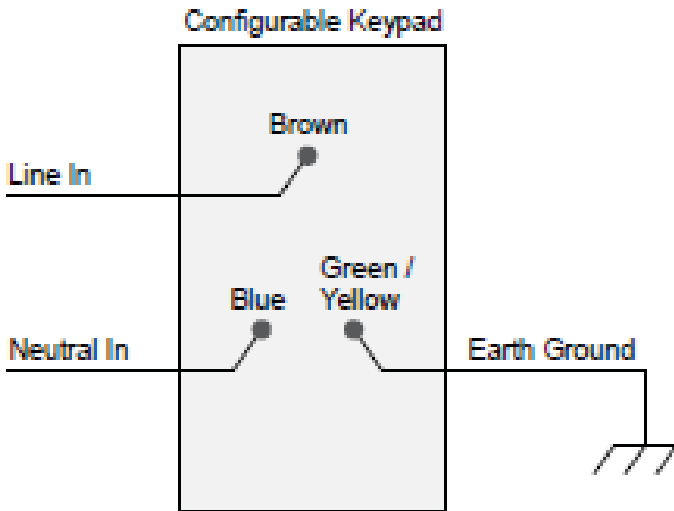 Configurable Keypad
Brown
Line In
Green /
Blue Yellow
Neutral In
Earth Ground